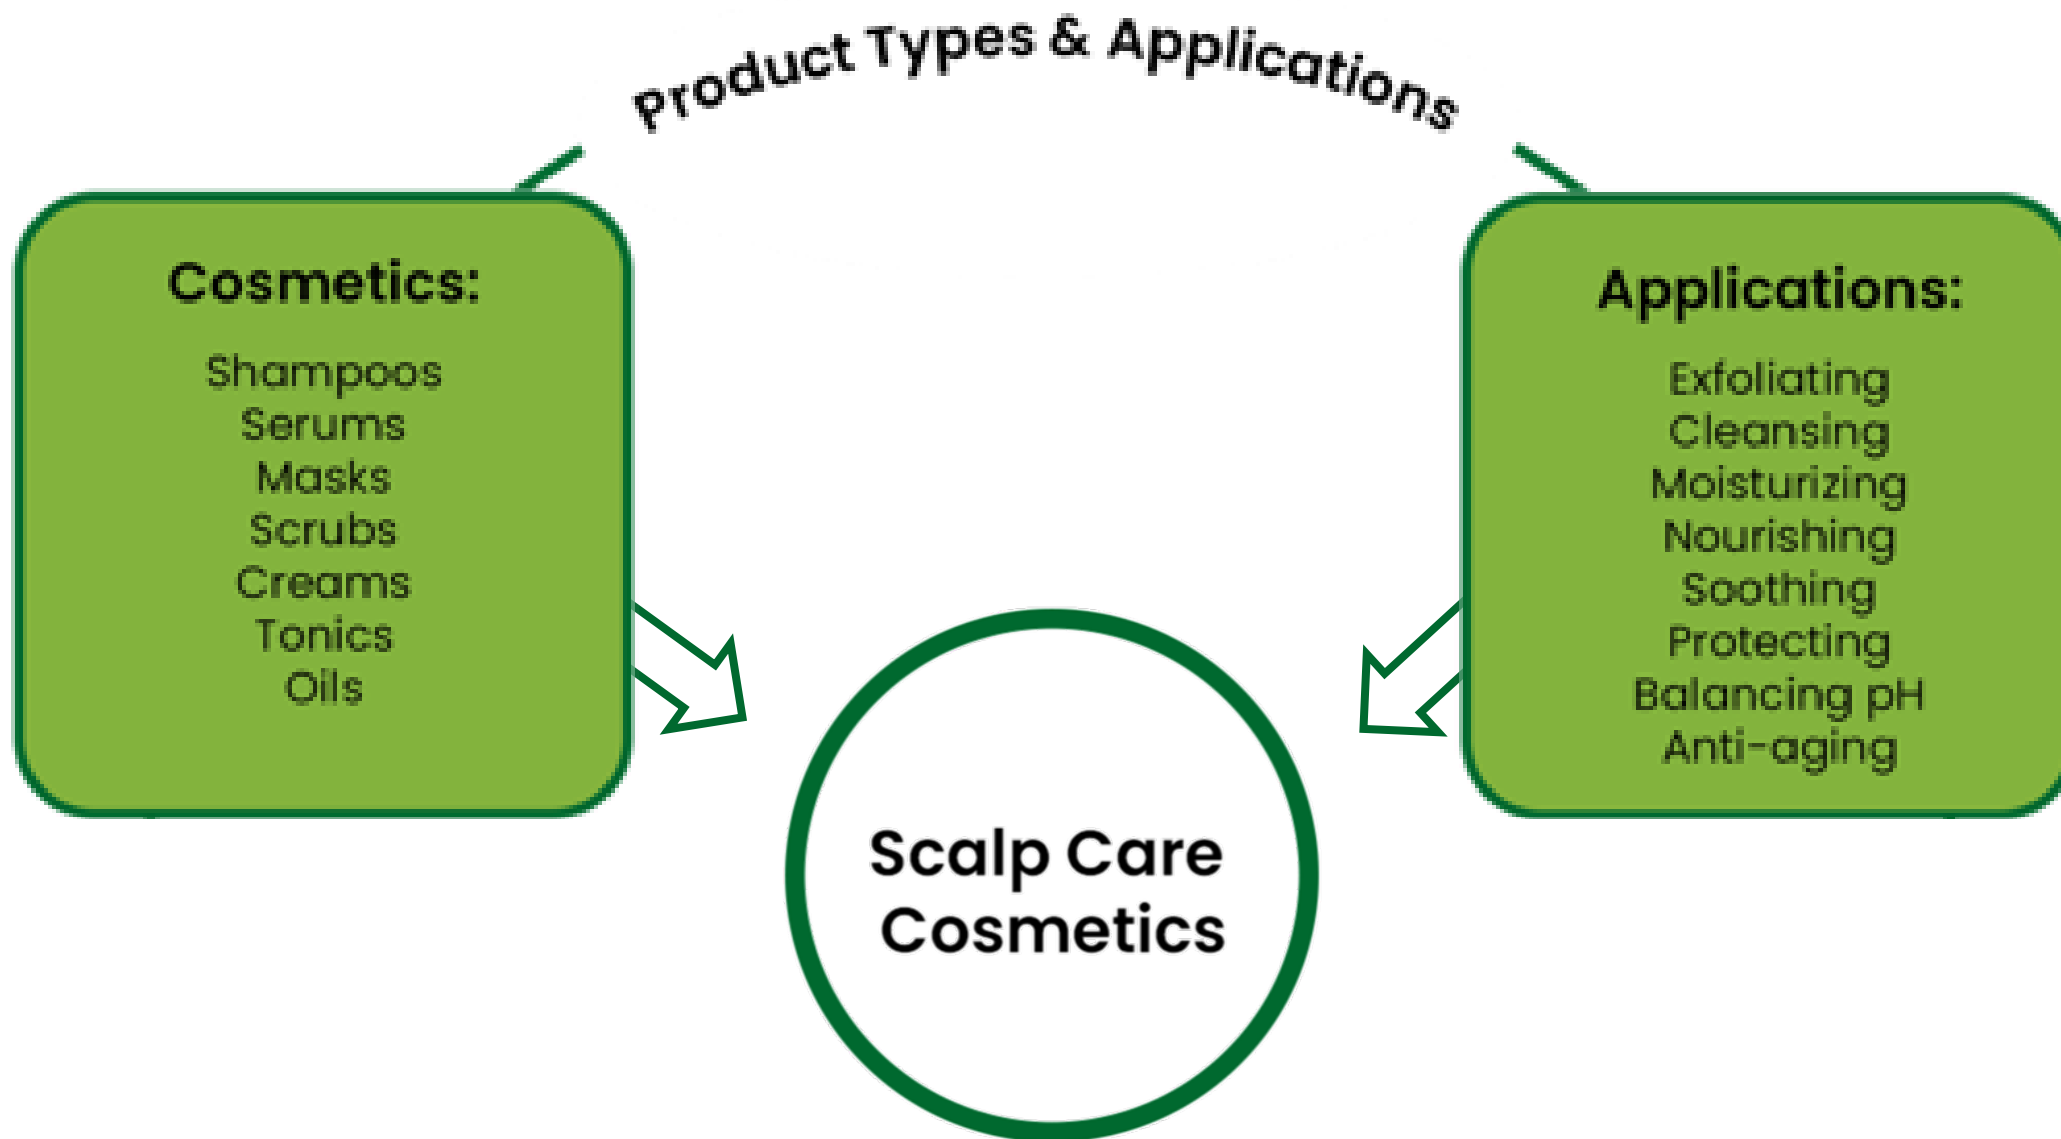 Product Types & Applications
Cosmetics:
Shampoos
Serums
Masks
Scrubs
Creams
Tonics
Oils
Applications:
Exfoliating
Cleansing
Moisturizing
Nourishing
Soothing
Protecting
Balancing pH
Anti-aging
Scalp Care
Cosmetics